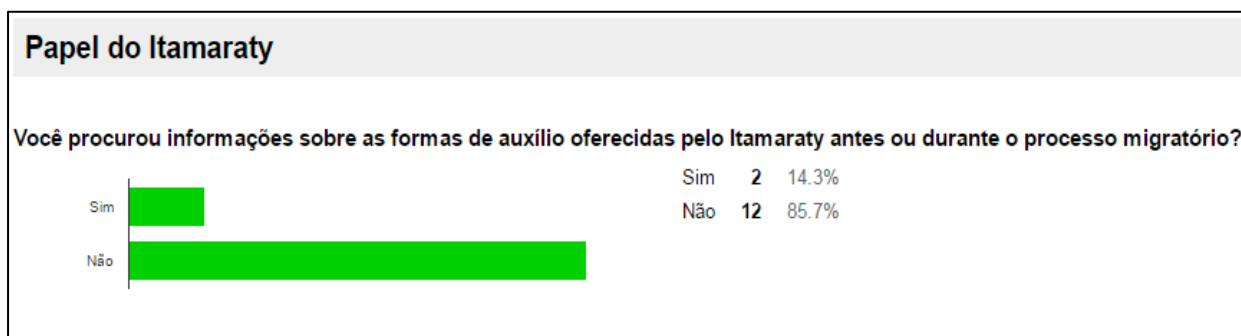 Papel do Itamaraty
Você procurou informações sobre as formas de auxílio oferecidas pelo Itamaraty antes ou durante o processo migratório?
Sim
Não
Sim 2 14.3%
Não 12 85.7%